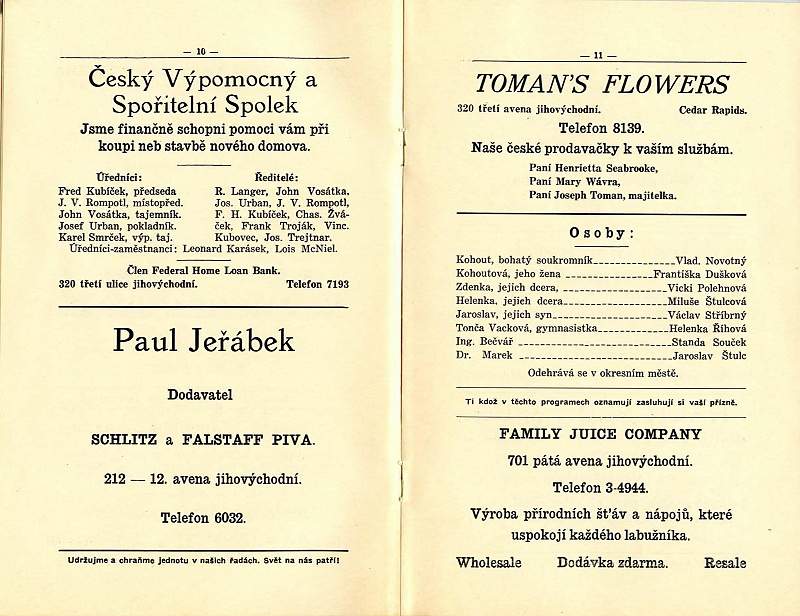 — 10 —
Český Výpomocný a
Spořitelní Spolek
Jsme finančně schopni pomoci vám při
koupi neb stavbě nového domova.
Úředníci:
Fred Kubíček, předseda
J. V. Rompotl, místopřed.
John Vosátka, tajemník.
Josef Urban, pokladník.
Karel Smrček, výp. taj.
Ředitelé:
R. Langer, John Vosátka,
Jos. Urban, J. V. Rompotl,
F. H. Kubíček, Chas. Žvá-
ček, Frank Troják, Vinc.
Kubovec, Jos. Trejtnar.
Úředníci-zaměstnanci: Leonard Karásek, Lois McNiel.
Člen Federal Home Loan Bank.
320 třetí ulice jihovýchodní. Telefon 7193
Paul Jeřábek
Dodavatel
SCHLITZ a FALSTAFF PIVA.
212 — 12. avena jihovýchodní.
Telefon 6032.
Udržujme a chraňme jednotu v našich řadách. Svět na nás patří!
— 11 —
TOMAN'S FLOWERS
320 třetí avena jihovýchodní. Cedar Rapids.
Telefon 8139.
Naše české prodavačky k vaším službám.
Paní Henrietta Seabrooke,
Paní Mary Wávra,
Paní Joseph Toman, majitelka.
Osoby:
Kohout, bohatý soukromník Vlad. Novotný
Kohoutová, jeho žena Františka Dušková
Zdenka, jejich dcera, Vicki Polehnová
Helenka, jejich dcera Miluše Štulcová
Jaroslav, jejich syn Václav Stříbrný
Tonča Vacková, gymnasistka Helenka Říhová
Ing. Bečvář Standa Souček
Dr. Marek Jaroslav Štulc
Odehrává se v okresním městě.
Ti kdož v těchto programech oznamují zasluhují si vaší přízně.
FAMILY JUICE COMPANY
701 pátá avena jihovýchodní.
Telefon 3-4944.
Výroba přírodních št'áv a nápojů, které
uspokojí každého labužníka.
Wholesale Dodávka zdarma. Resale